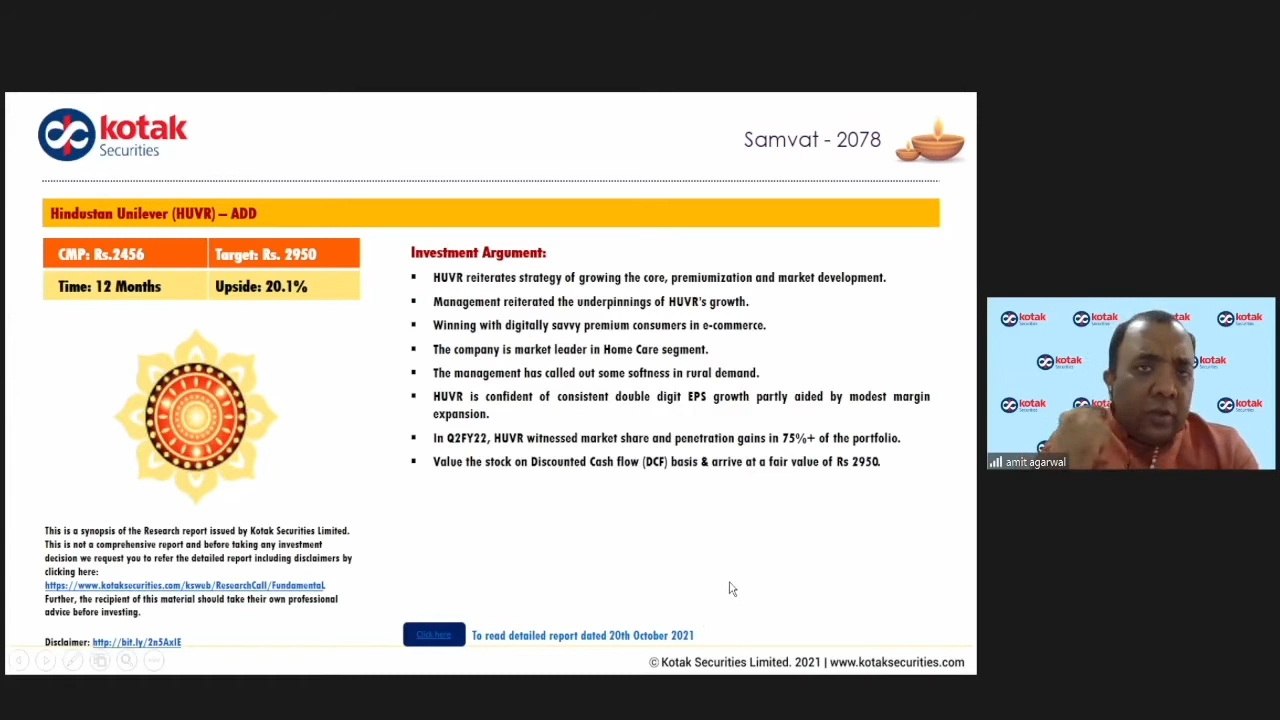 kotak
Securities
Samvat - 2078
Hindustan Unilever (HUVR) – ADD
CMP: Rs.2456
Target: Rs. 2950
Time: 12 Months
Upside: 20.1%
Investment Argument:
▪ HUVR reiterates strategy of growing the core, premiumization and market development.
▪ Management reiterated the underpinnings of HUVR's growth.
▪ Winning with digitally savvy premium consumers in e-commerce.
▪ The company is market leader in Home Care segment.
▪ The management has called out some softness in rural demand.
▪ HUVR is confident of consistent double digit EPS growth partly aided by modest margin
expansion.
▪ In Q2FY22, HUVR witnessed market share and penetration gains in 75%+ of the portfolio.
▪ Value the stock on Discounted Cash flow (DCF) basis & arrive at a fair value of Rs 2950.
This is a synopsis of the Research report issued by Kotak Securities Limited.
This is not a comprehensive report and before taking any investment
decision we request you to refer the detailed report including disclaimers by
clicking here:
https://www.kotaksecurities.com/ksweb/ResearchCall/Fundamental.
Further, the recipient of this material should take their own professional
advice before investing.
Disclaimer: http://bit.ly/2n5AxlE
Click here
To read detailed report dated 20th October 2021
© Kotak Securities Limited. 2021 | www.kotaksecurities.com
kotak
kotak
kotak
kotak
kotak
kotak
kotak
amit agarwal